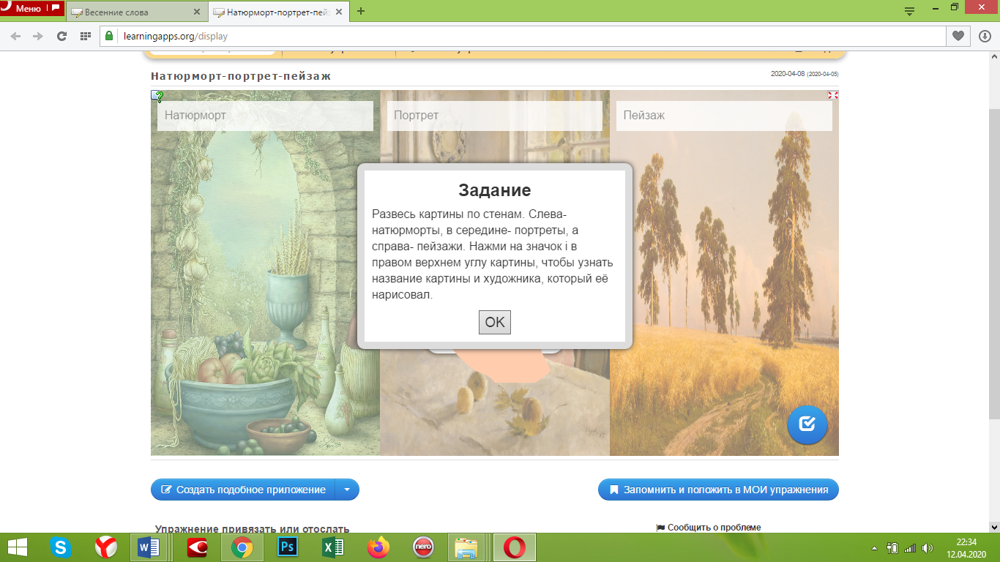 Меню
Весенние слова
Натюрморт-портрет-пей
learningapps.org/display
Натюрморт-портрет-пейзаж
2020-04-08 (2020-04-05)
Натюрморт
Портрет
Пейзаж
Задание
Развесь картины по стенам. Слева-
натюрморты, в середине- портреты, а
справа- пейзажи. Нажми на значок i в
правом верхнем углу картины, чтобы узнать
название картины и художника, который её
нарисовал.
OK
Создать подобное приложение
Запомнить и положить в МОИ упражнения
Упражнение привязать или отослать
Сообщить о проблеме
Ps
nero
22:34
12.04.2020